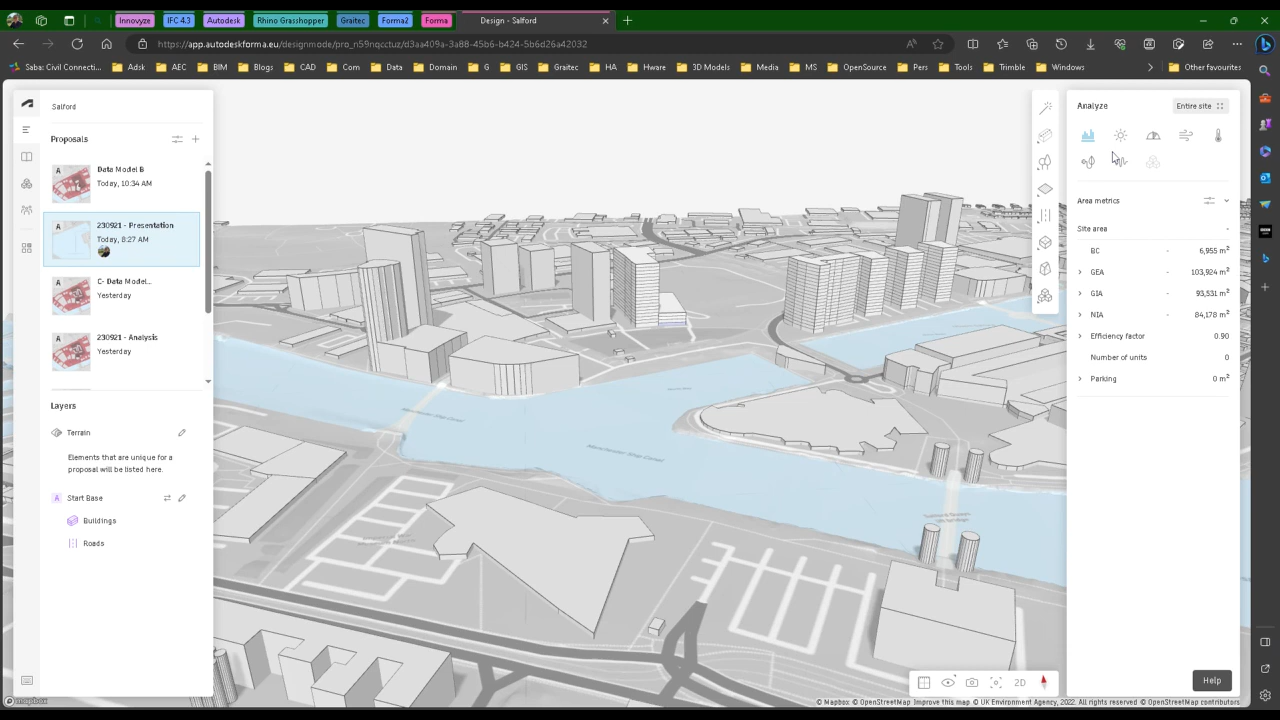 Innovyze
IFC 4.3
Autodesk
Rhino Grasshopper
Graitec
Forma2
Forma
Design - Salford
https://app.autodeskforma.eu/designmode/pro_n59nqcctuz/d3aa409a-3a88-45b6-b424-5b6d26a42032
Saba: Civil Connecti...
Adsk
AEC
BIM
Blogs
CAD
Com
Data
Domain
G
GIS
Graitec
HA
Hware
3D Models
Media
MS
OpenSource
Pers
Tools
Trimble
Windows
Other favourites
Salford
Proposals
A
Data Model B
Today, 10:34 AM
A
230921 - Presentation
Today, 8:27 AM
A
C- Data Model...
Yesterday
A
230921 - Analysis
Yesterday
Layers
Terrain
Elements that are unique for a
proposal will be listed here.
A Start Base
Buildings
Roads
Manchester Ship Canal
Analyze
Entire site
Area metrics
Site area -
BC - 6,955 m²
GEA - 103,924 m²
GIA - 93,531 m²
NIA - 84,178 m²
Efficiency factor 0.90
Number of units 0
Parking 0 m²
2D
Help
mapbox
© Mapbox © OpenStreetMap Improve this map © UK Environment Agency, 2022. All rights reserved © OpenStreetMap contributors